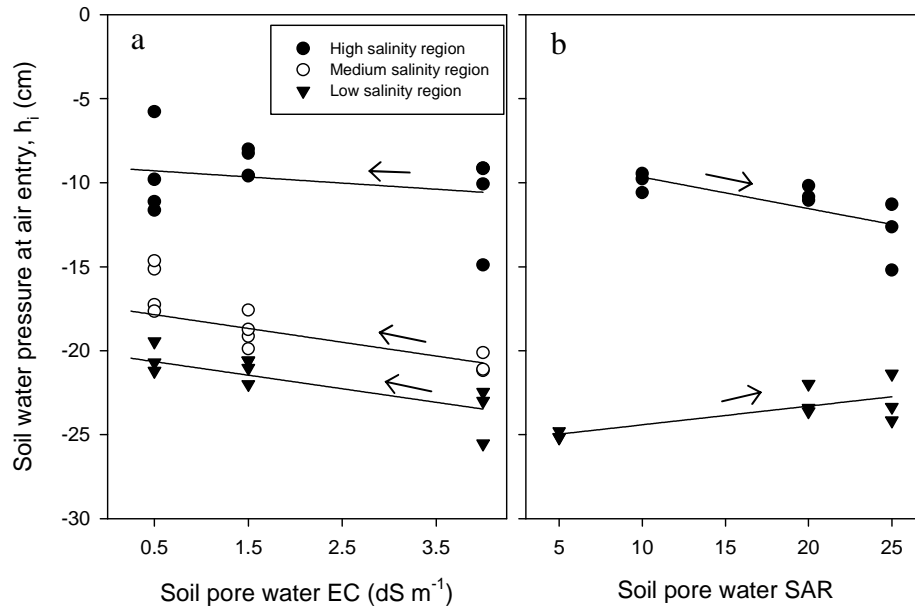 Soil water pressure at air entry, hᵢ (cm)
0
-5
-10
-15
-20
-25
-30
a
High salinity region
Medium salinity region
Low salinity region
0.5
1.5
2.5
3.5
Soil pore water EC (dS m⁻¹)
b
5
10
15
20
25
Soil pore water SAR